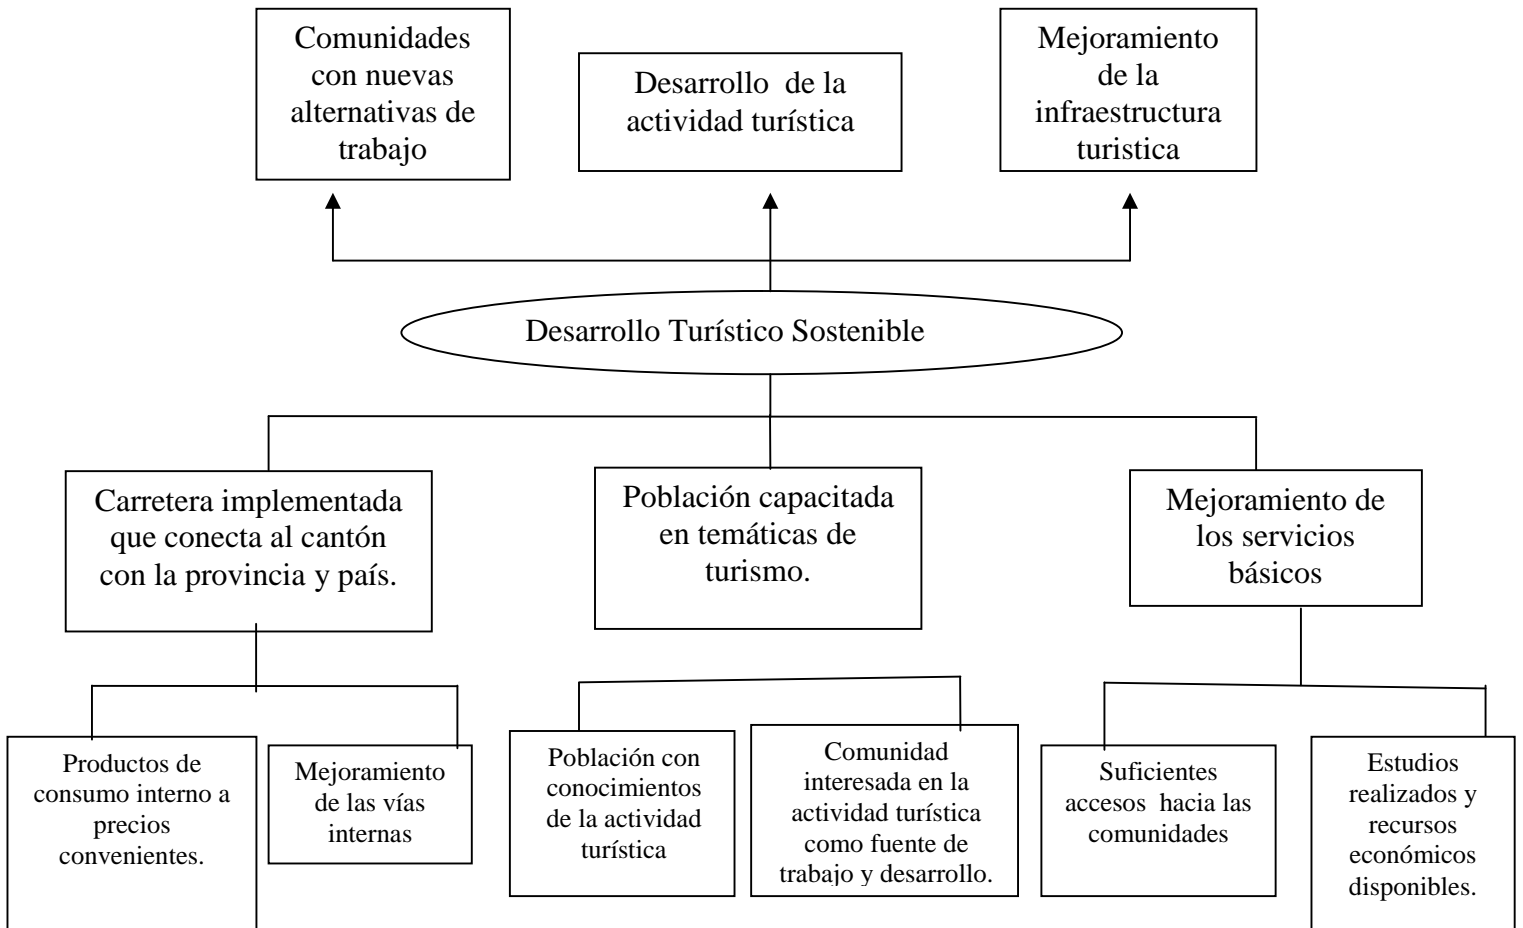 Comunidades
con nuevas
alternativas de
trabajo
Desarrollo de la
actividad turística
Mejoramiento
de la
infraestructura
turistica
Desarrollo Turístico Sostenible
Carretera implementada
que conecta al cantón
con la provincia y país.
Población capacitada
en temáticas de
turismo.
Mejoramiento de
los servicios
básicos
Productos de
consumo interno a
precios
convenientes.
Mejoramiento
de las vías
internas
Población con
conocimientos
de la actividad
turística
Comunidad
interesada en la
actividad turística
como fuente de
trabajo y desarrollo.
Suficientes
accesos hacia las
comunidades
Estudios
realizados y
recursos
económicos
disponibles.